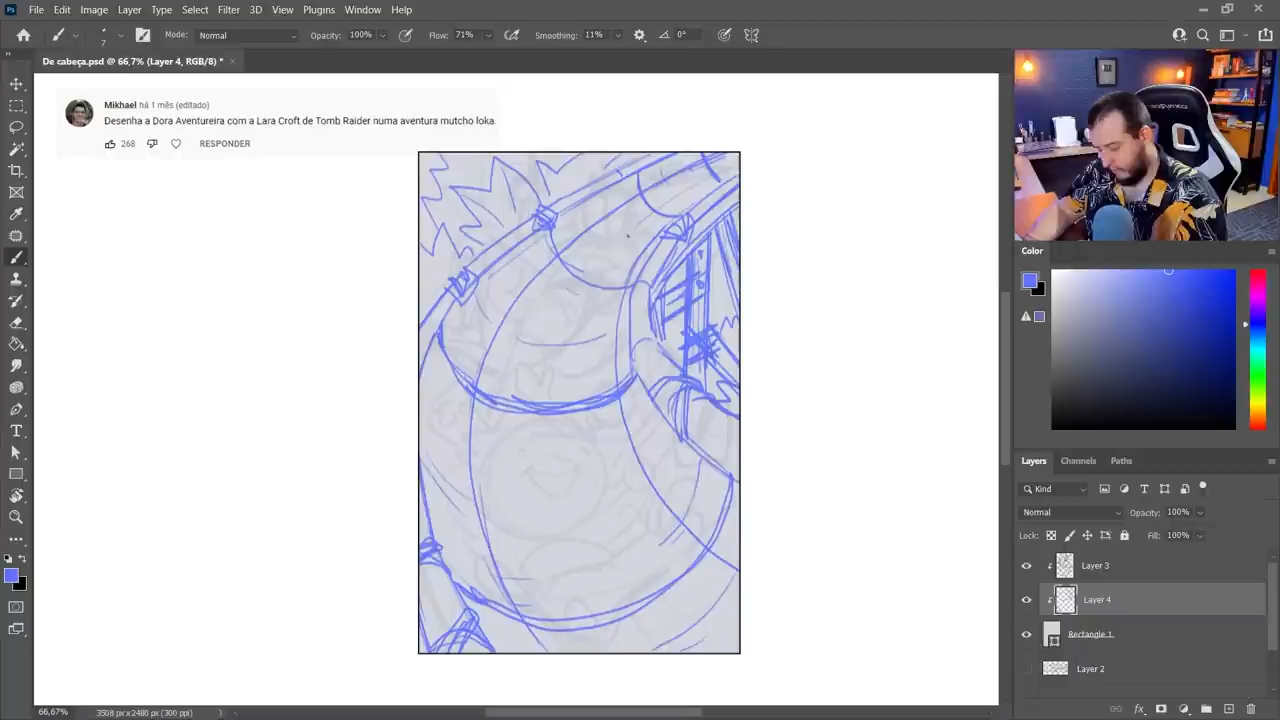 Ps File Edit Image Layer Type Select Filter 3D View Plugins Window Help
7 Mode: Normal Opacity: 100% Flow: 71% Smoothing: 11% 0°
De cabeça.psd @ 66,7% (Layer 4, RGB/8) *
Mikhael há 1 mês (editado)
Desenha a Dora Aventureira com a Lara Croft de Tomb Raider numa aventura mutcho loka.
268 RESPONDER
Color
Layers Channels Paths
Kind
Normal Opacity: 100%
Lock: Fill: 100%
Layer 3
Layer 4
Rectangle 1
Layer 2
66,67% 3508 px x 2480 px (300 ppi)